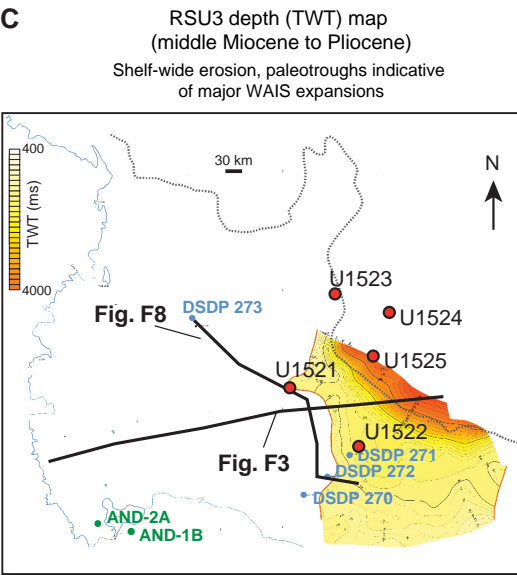 C
RSU3 depth (TWT) map
(middle Miocene to Pliocene)
Shelf-wide erosion, paleotroughs indicative
of major WAIS expansions
400
TWT (ms)
4000
30 km
N
U1523
DSDP 273
Fig. F8
U1524
U1525
U1521
U1522
DSDP 271
Fig. F3
DSDP 272
DSDP 270
AND-2A
AND-1B